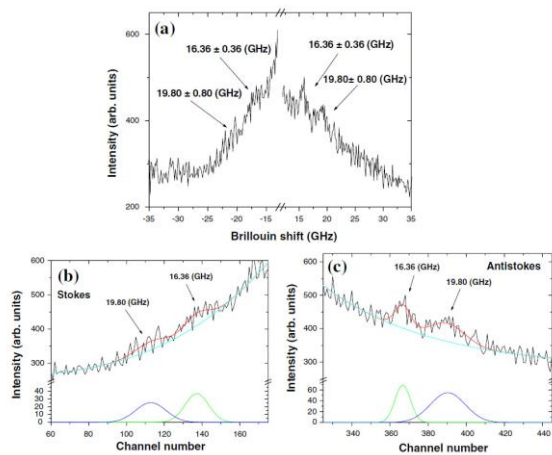 (a)
16.36 ± 0.36 (GHz)
16.36 ± 0.36 (GHz)
19.80 ± 0.80 (GHz)
19.80± 0.80 (GHz)
Intensity (arb. units)
600
400
200
-35 -30 -25 -20 -15 15 20 25 30 35
Brillouin shift (GHz)
(b)
Stokes
16.36 (GHz)
19.80 (GHz)
Intensity (arb. units)
600
500
400
300
40
30
20
10
0
60 80 100 120 140 160
Channel number
(c)
Antistokes
16.36 (GHz)
19.80 (GHz)
Intensity (arb. units)
600
500
400
300
60
40
20
0
340 360 380 400 420 440
Channel number